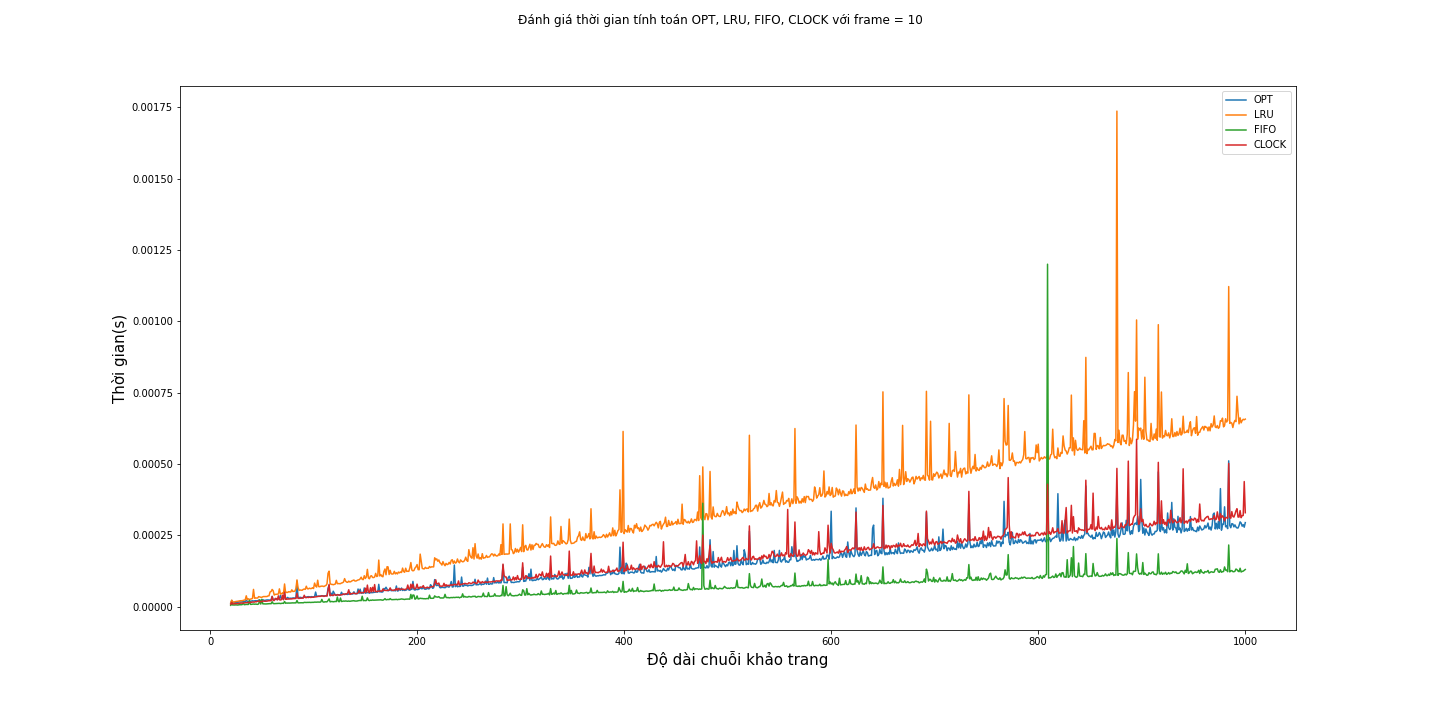 Đánh giá thời gian tính toán OPT, LRU, FIFO, CLOCK với frame = 10
OPT
LRU
FIFO
CLOCK
0.00175
0.00150
0.00125
0.00100
0.00075
0.00050
0.00025
0.00000
Thời gian(s)
0 200 400 600 800 1000
Độ dài chuỗi khảo trang